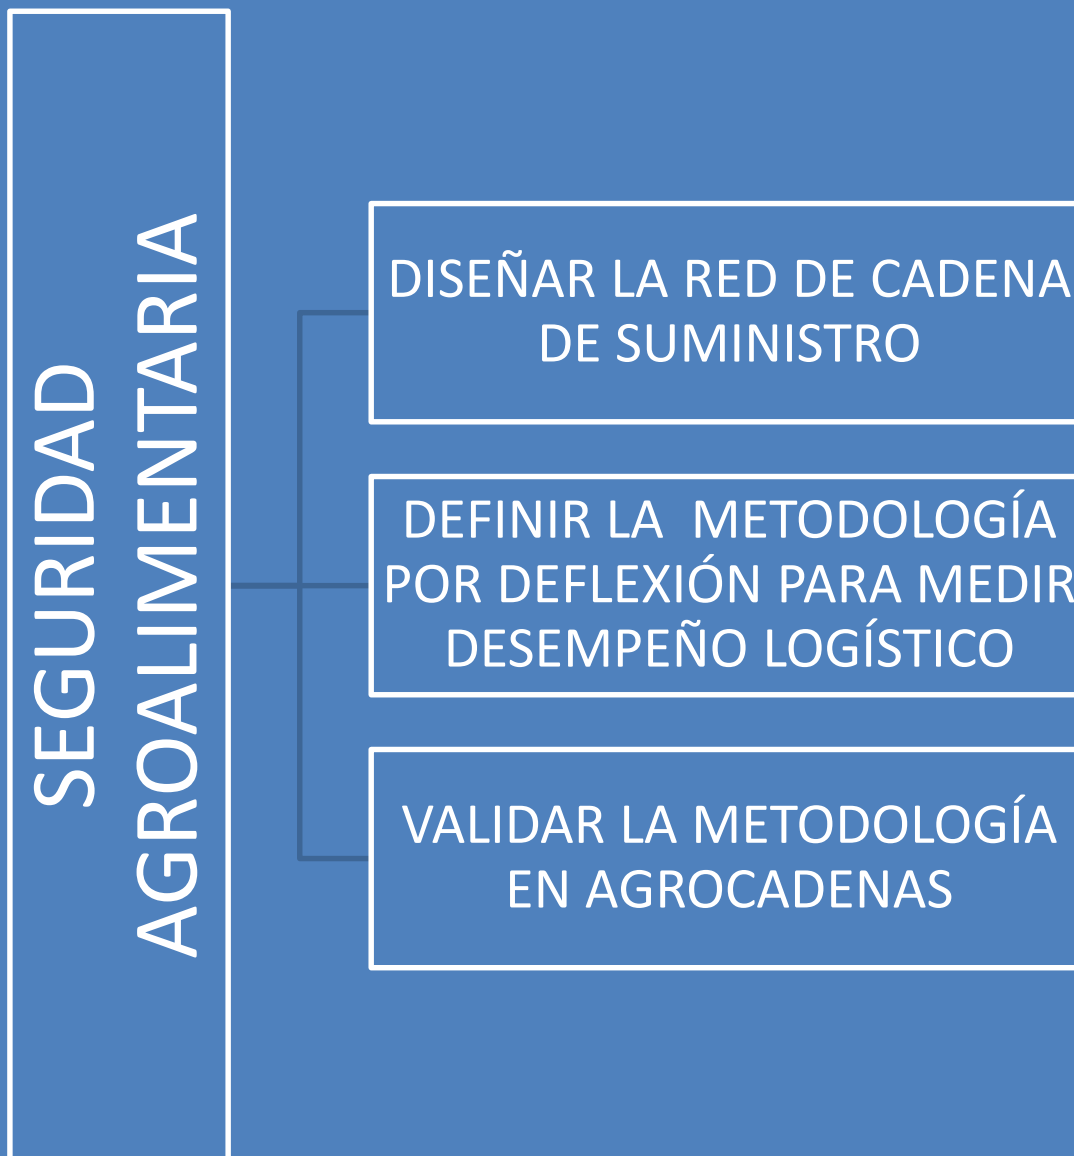 SEGURIDAD
AGROALIMENTARIA
DISEÑAR LA RED DE CADENA
DE SUMINISTRO
DEFINIR LA  METODOLOGÍA
POR DEFLEXIÓN PARA MEDIR
DESEMPEÑO LOGÍSTICO
VALIDAR LA METODOLOGÍA
EN AGROCADENAS